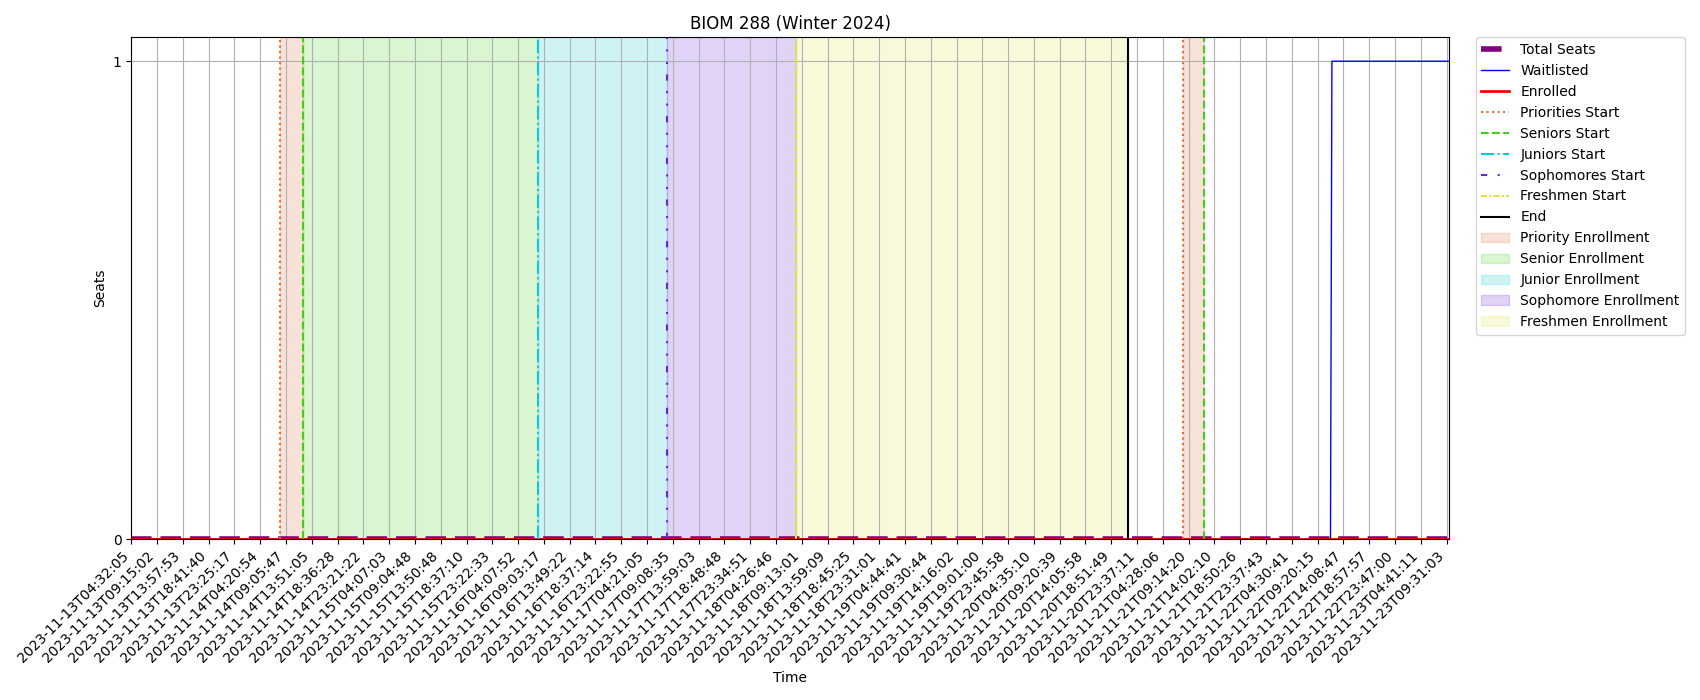 BIOM 288 (Winter 2024)
Seats
1
0
2023-11-13T04:32:05
2023-11-13T09:15:02
2023-11-13T13:57:53
2023-11-13T18:41:40
2023-11-13T23:25:17
2023-11-14T04:20:54
2023-11-14T09:05:47
2023-11-14T13:51:05
2023-11-14T18:36:28
2023-11-14T23:21:22
2023-11-15T04:07:03
2023-11-15T09:04:48
2023-11-15T13:50:48
2023-11-15T18:37:10
2023-11-15T23:22:33
2023-11-16T04:07:52
2023-11-16T09:03:17
2023-11-16T13:49:22
2023-11-16T18:37:14
2023-11-16T23:22:55
2023-11-17T04:21:05
2023-11-17T09:08:35
2023-11-17T13:59:03
2023-11-17T18:48:48
2023-11-17T23:34:51
2023-11-18T04:26:46
2023-11-18T09:13:01
2023-11-18T13:59:09
2023-11-18T18:45:25
2023-11-18T23:31:01
2023-11-19T04:44:41
2023-11-19T09:30:44
2023-11-19T14:16:02
2023-11-19T19:01:00
2023-11-19T23:45:58
2023-11-20T04:35:10
2023-11-20T09:20:39
2023-11-20T14:05:58
2023-11-20T18:51:49
2023-11-20T23:37:11
2023-11-21T04:28:06
2023-11-21T09:14:20
2023-11-21T14:02:10
2023-11-21T18:50:26
2023-11-21T23:37:43
2023-11-22T04:30:41
2023-11-22T09:20:15
2023-11-22T14:08:47
2023-11-22T18:57:57
2023-11-22T23:47:00
2023-11-23T04:41:11
2023-11-23T09:31:03
Time
Total Seats
Waitlisted
Enrolled
Priorities Start
Seniors Start
Juniors Start
Sophomores Start
Freshmen Start
End
Priority Enrollment
Senior Enrollment
Junior Enrollment
Sophomore Enrollment
Freshmen Enrollment